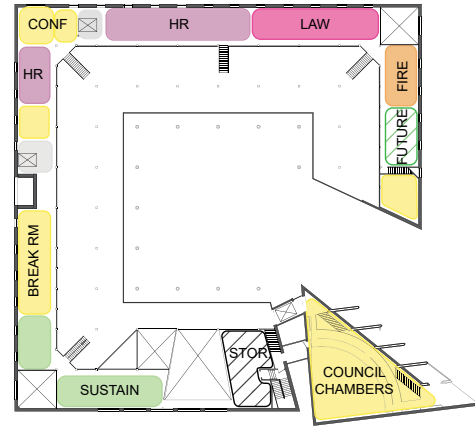 CONF
HR
LAW
HR
FIRE
FUTURE
BREAK RM
STOR
SUSTAIN
COUNCIL
CHAMBERS